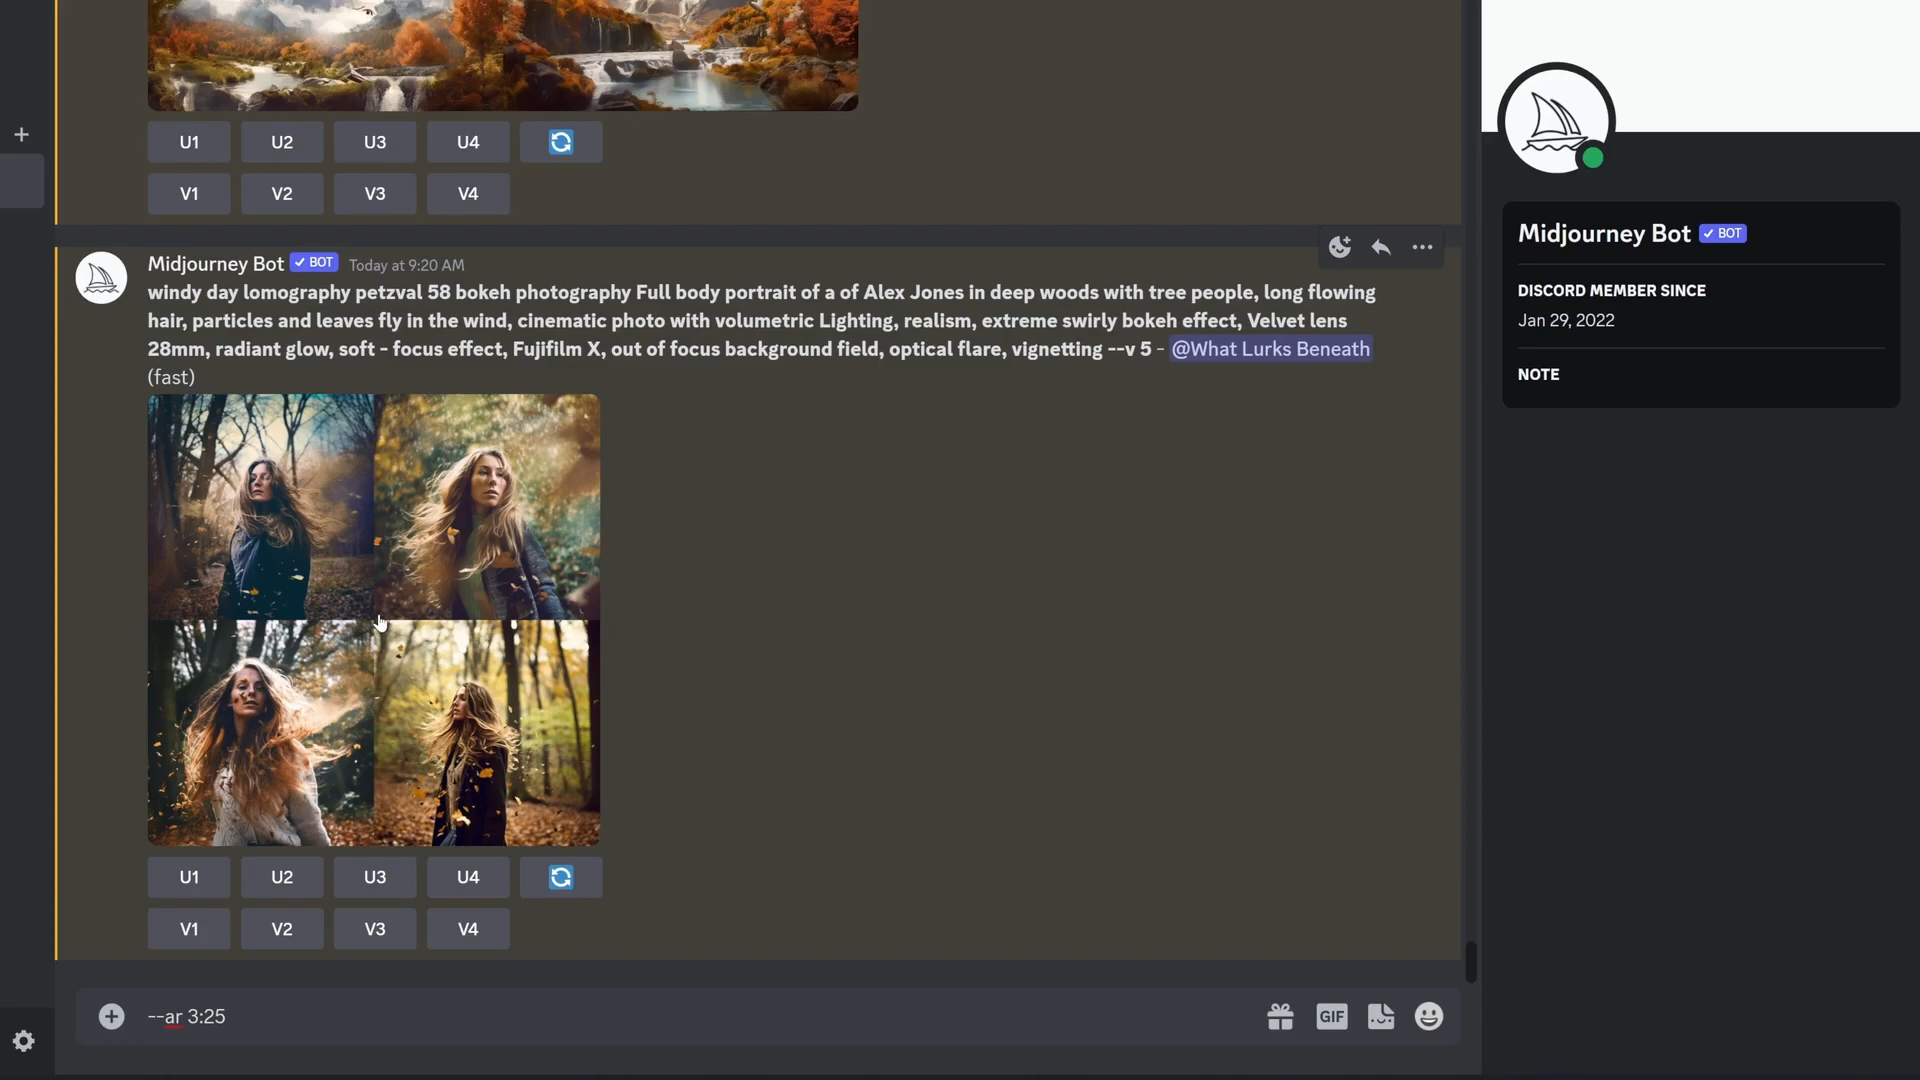 U1 U2 U3 U4
V1 V2 V3 V4
Midjourney Bot ✓ BOT Today at 9:20 AM
windy day lomography petzval 58 bokeh photography Full body portrait of a of Alex Jones in deep woods with tree people, long flowing
hair, particles and leaves fly in the wind, cinematic photo with volumetric Lighting, realism, extreme swirly bokeh effect, Velvet lens
28mm, radiant glow, soft - focus effect, Fujifilm X, out of focus background field, optical flare, vignetting --v 5 - @What Lurks Beneath
(fast)
U1 U2 U3 U4
V1 V2 V3 V4
--ar 3:25
GIF
Midjourney Bot ✓ BOT
DISCORD MEMBER SINCE
Jan 29, 2022
NOTE